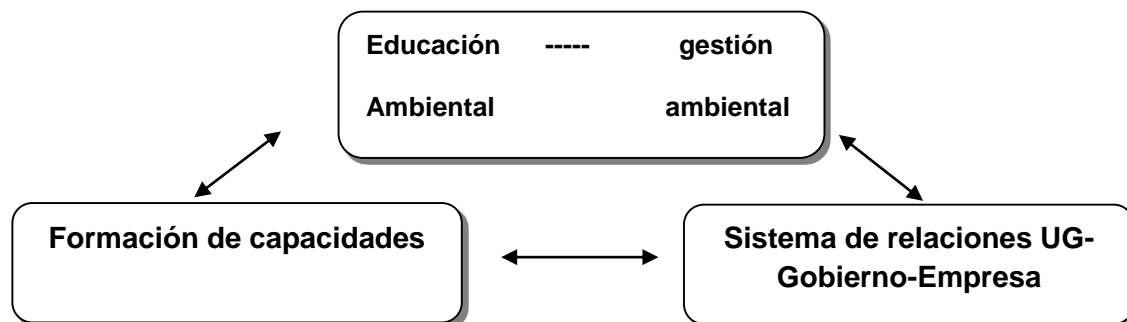 Educación ----- gestión
Ambiental ambiental
Formación de capacidades
Sistema de relaciones UG-
Gobierno-Empresa